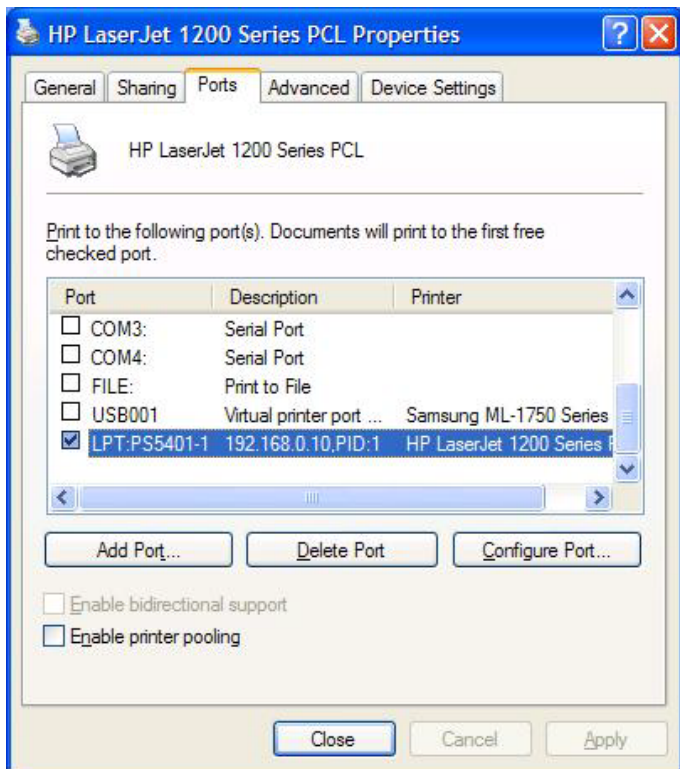 HP LaserJet 1200 Series PCL Properties
General Sharing Ports Advanced Device Settings
HP LaserJet 1200 Series PCL
Print to the following port(s). Documents will print to the first free
checked port.
Port Description Printer
COM3: Serial Port
COM4: Serial Port
FILE: Print to File
USB001 Virtual printer port ... Samsung ML-1750 Series
LPT:PS5401-1 192.168.0.10,PID:1 HP LaserJet 1200 Series
Add Port... Delete Port Configure Port...
Enable bidirectional support
Enable printer pooling
Close Cancel Apply